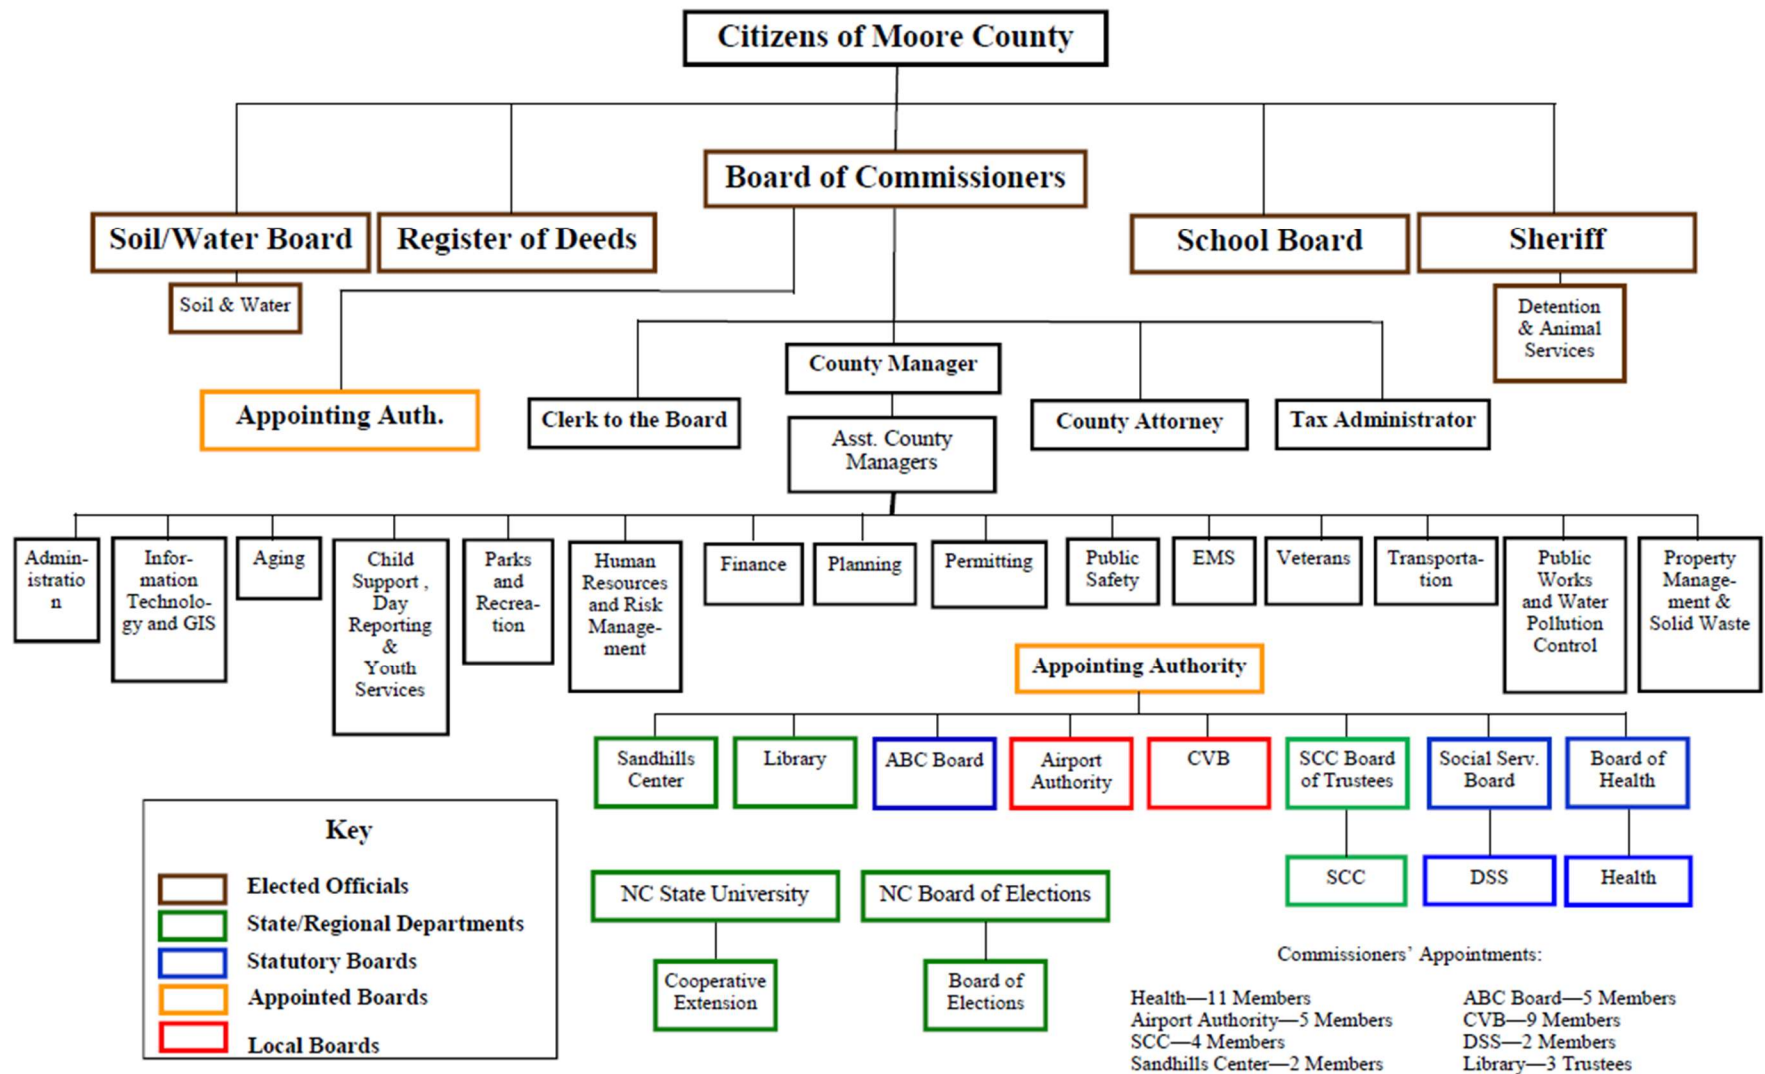 Citizens of Moore County
Board of Commissioners
Soil/Water Board
Register of Deeds
School Board
Sheriff
Soil & Water
Detention
& Animal
Services
County Manager
Appointing Auth.
Clerk to the Board
County Attorney
Tax Administrator
Asst. County
Managers
Admin-
istratio
n
Infor-
mation
Technolo-
gy and GIS
Aging
Child
Support ,
Day
Reporting
&
Youth
Services
Parks
and
Recrea-
tion
Human
Resources
and Risk
Manage-
ment
Finance
Planning
Permitting
Public
Safety
EMS
Veterans
Transporta-
tion
Public
Works
and Water
Pollution
Control
Property
Manage-
ment &
Solid Waste
Appointing Authority
Sandhills
Center
Library
ABC Board
Airport
Authority
CVB
SCC Board
of Trustees
Social Serv.
Board
Board of
Health
SCC
DSS
Health
NC State University
NC Board of Elections
Cooperative
Extension
Board of
Elections
Key
Elected Officials
State/Regional Departments
Statutory Boards
Appointed Boards
Local Boards
Commissioners’ Appointments:
Health—11 Members
Airport Authority—5 Members
SCC—4 Members
Sandhills Center—2 Members
ABC Board—5 Members
CVB—9 Members
DSS—2 Members
Library—3 Trustees